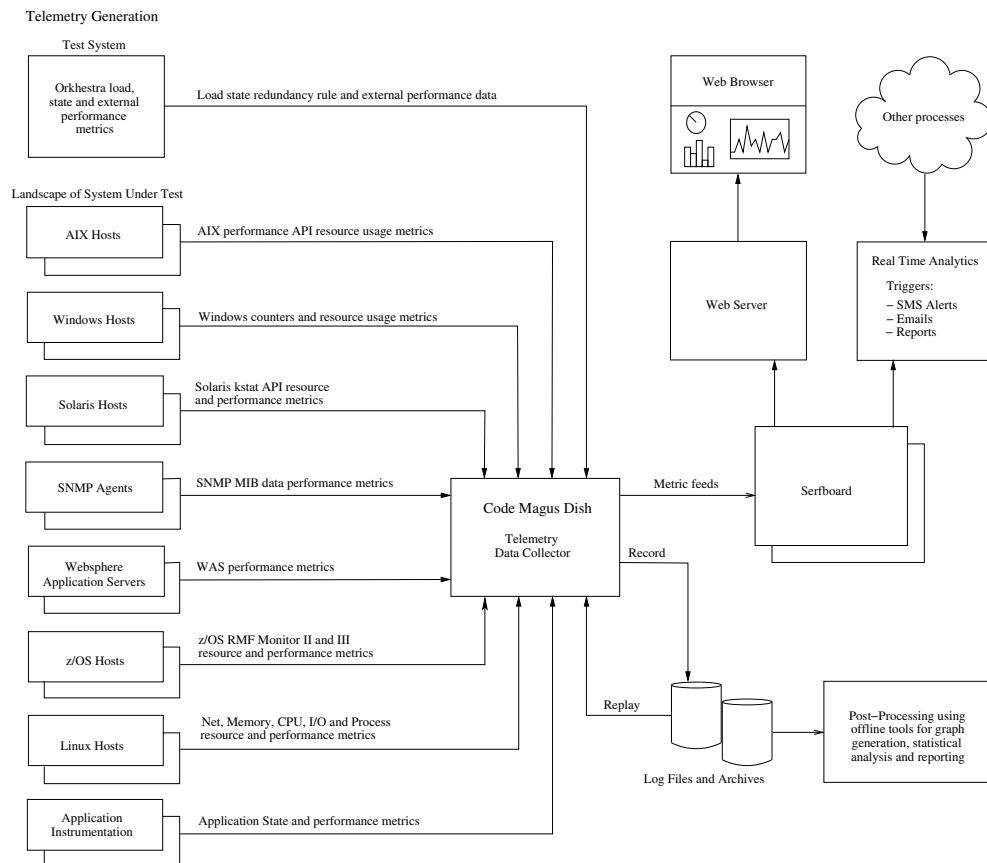 Telemetry Generation
Test System
Orkhestra load,
state and external
performance
metrics
Load state redundancy rule and external performance data
Landscape of System Under Test
AIX Hosts
AIX performance API resource usage metrics
Windows Hosts
Windows counters and resource usage metrics
Solaris Hosts
Solaris kstat API resource
and performance metrics
SNMP Agents
SNMP MIB data performance metrics
Websphere
Application Servers
WAS performance metrics
z/OS Hosts
z/OS RMF Monitor II and III
resource and performance metrics
Linux Hosts
Net, Memory, CPU, I/O and Process
resource and performance metrics
Application
Instrumentation
Application State and performance metrics
Code Magus Dish
Telemetry
Data Collector
Web Browser
Other processes
Web Server
Real Time Analytics
Triggers:
– SMS Alerts
– Emails
– Reports
Metric feeds
Serfboard
Record
Replay
Log Files and Archives
Post–Processing using
offline tools for graph
generation, statistical
analysis and reporting